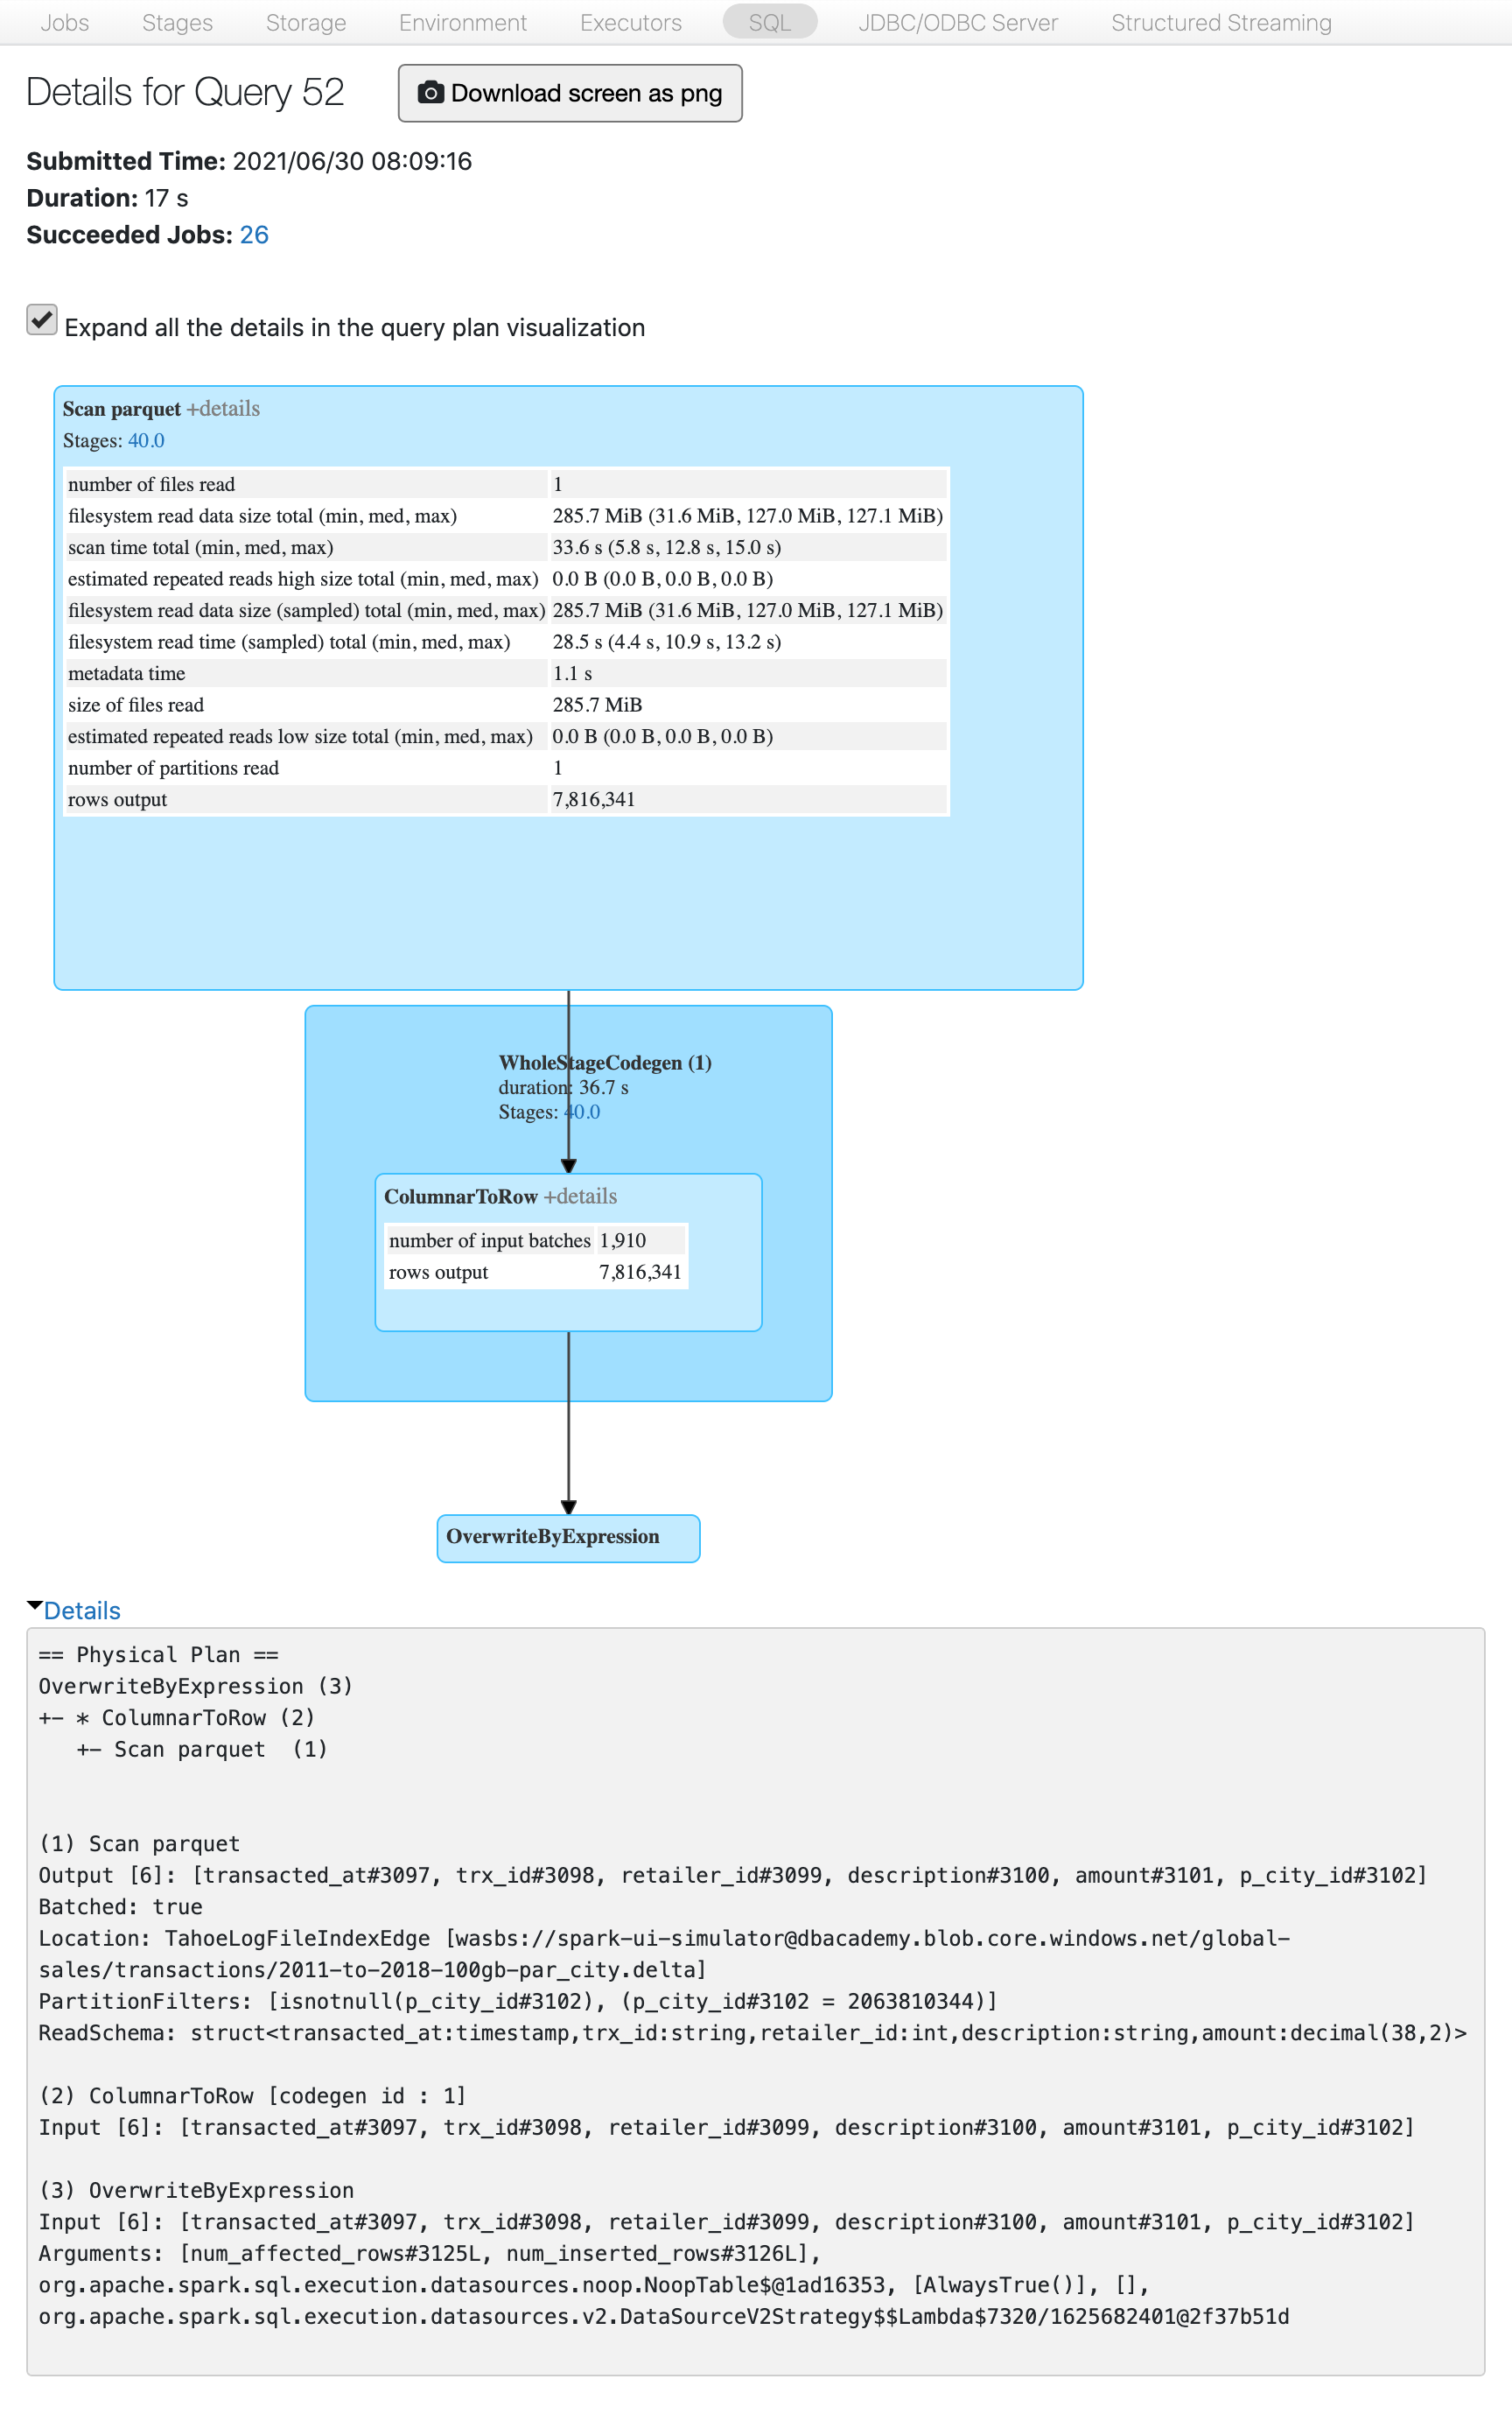 Jobs Stages Storage Environment Executors SQL JDBC/ODBC Server Structured Streaming
Details for Query 52 Download screen as png
Submitted Time: 2021/06/30 08:09:16
Duration: 17 s
Succeeded Jobs: 26
Expand all the details in the query plan visualization
Scan parquet +details
Stages: 40.0
number of files read 1
filesystem read data size total (min, med, max) 285.7 MiB (31.6 MiB, 127.0 MiB, 127.1 MiB)
scan time total (min, med, max) 33.6 s (5.8 s, 12.8 s, 15.0 s)
estimated repeated reads high size total (min, med, max) 0.0 B (0.0 B, 0.0 B, 0.0 B)
filesystem read data size (sampled) total (min, med, max) 285.7 MiB (31.6 MiB, 127.0 MiB, 127.1 MiB)
filesystem read time (sampled) total (min, med, max) 28.5 s (4.4 s, 10.9 s, 13.2 s)
metadata time 1.1 s
size of files read 285.7 MiB
estimated repeated reads low size total (min, med, max) 0.0 B (0.0 B, 0.0 B, 0.0 B)
number of partitions read 1
rows output 7,816,341
WholeStageCodegen (1)
duration: 36.7 s
Stages: 40.0
ColumnarToRow +details
number of input batches 1,910
rows output 7,816,341
OverwriteByExpression
Details
== Physical Plan ==
OverwriteByExpression (3)
+- * ColumnarToRow (2)
   +- Scan parquet  (1)
(1) Scan parquet
Output [6]: [transacted_at#3097, trx_id#3098, retailer_id#3099, description#3100, amount#3101, p_city_id#3102]
Batched: true
Location: TahoeLogFileIndexEdge [wasbs://spark-ui-simulator@dbacademy.blob.core.windows.net/global-
sales/transactions/2011-to-2018-100gb-par_city.delta]
PartitionFilters: [isnotnull(p_city_id#3102), (p_city_id#3102 = 2063810344)]
ReadSchema: struct<transacted_at:timestamp,trx_id:string,retailer_id:int,description:string,amount:decimal(38,2)>
(2) ColumnarToRow [codegen id : 1]
Input [6]: [transacted_at#3097, trx_id#3098, retailer_id#3099, description#3100, amount#3101, p_city_id#3102]
(3) OverwriteByExpression
Input [6]: [transacted_at#3097, trx_id#3098, retailer_id#3099, description#3100, amount#3101, p_city_id#3102]
Arguments: [num_affected_rows#3125L, num_inserted_rows#3126L],
org.apache.spark.sql.execution.datasources.noop.NoopTable$@1ad16353, [AlwaysTrue()], [],
org.apache.spark.sql.execution.datasources.v2.DataSourceV2Strategy$$Lambda$7320/1625682401@2f37b51d